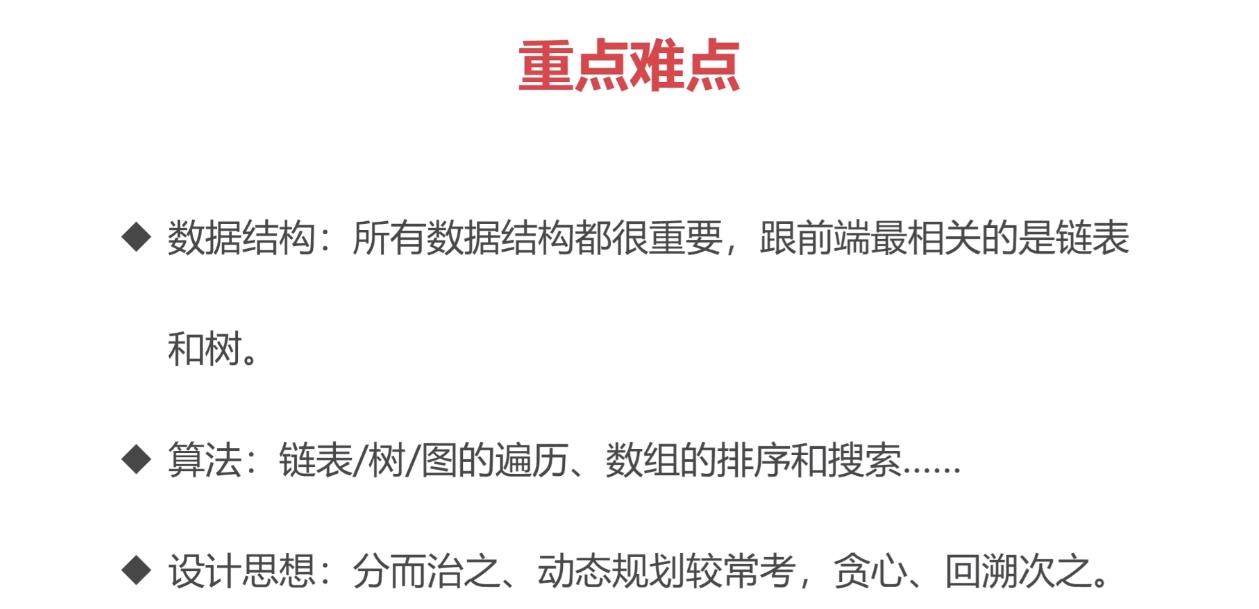 重点难点
◆ 数据结构：所有数据结构都很重要，跟前端最相关的是链表
和树。
◆ 算法：链表/树/图的遍历、数组的排序和搜索……
◆ 设计思想：分而治之、动态规划较常考，贪心、回溯次之。